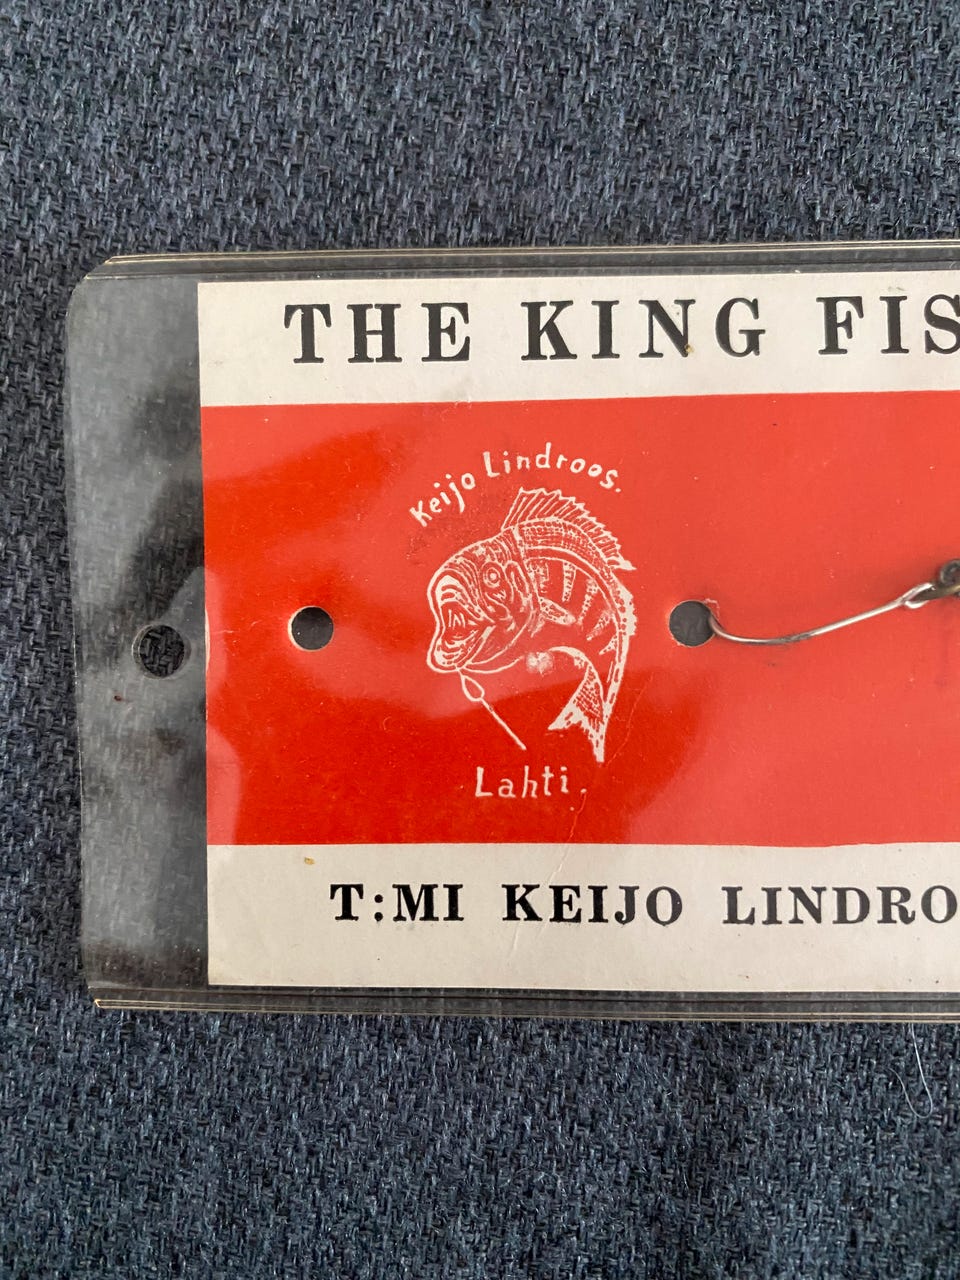 THE KING FIS
Keijo Lindroos.
Lahti.
T:MI KEIJO LINDRO